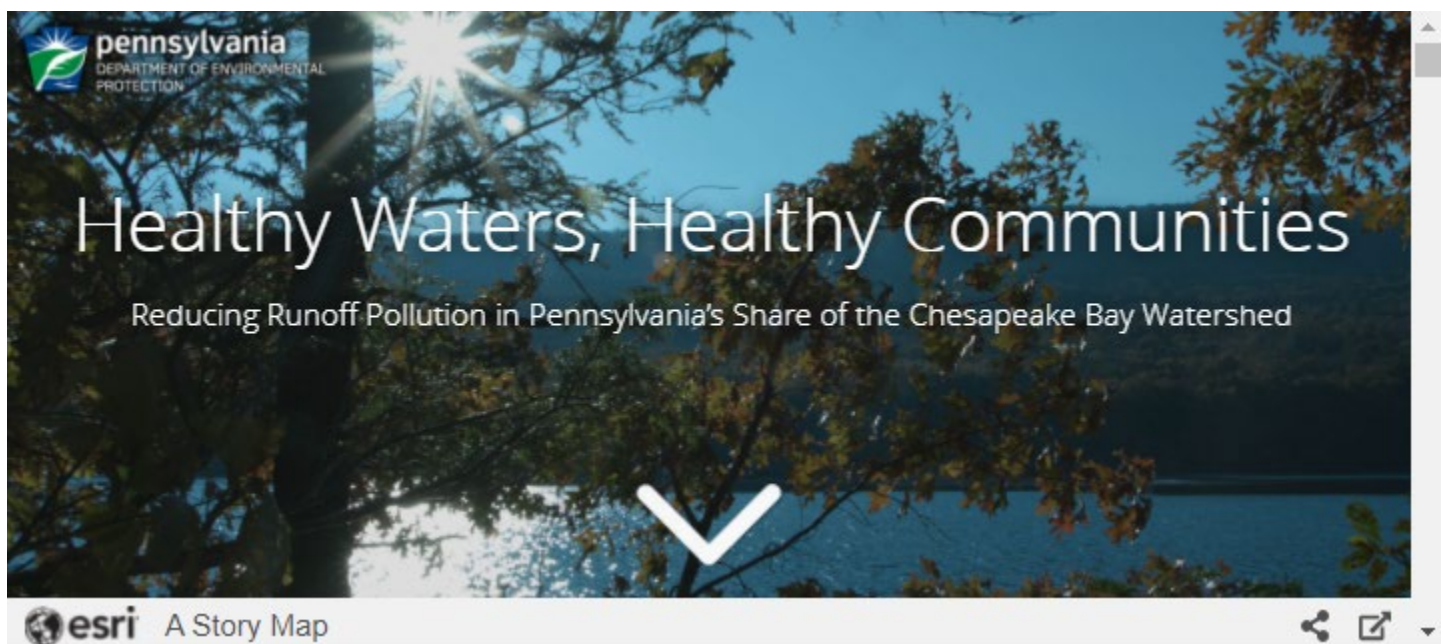 pennsylvania
DEPARTMENT OF ENVIRONMENTAL
PROTECTION
Healthy Waters, Healthy Communities
Reducing Runoff Pollution in Pennsylvania's Share of the Chesapeake Bay Watershed
esri A Story Map